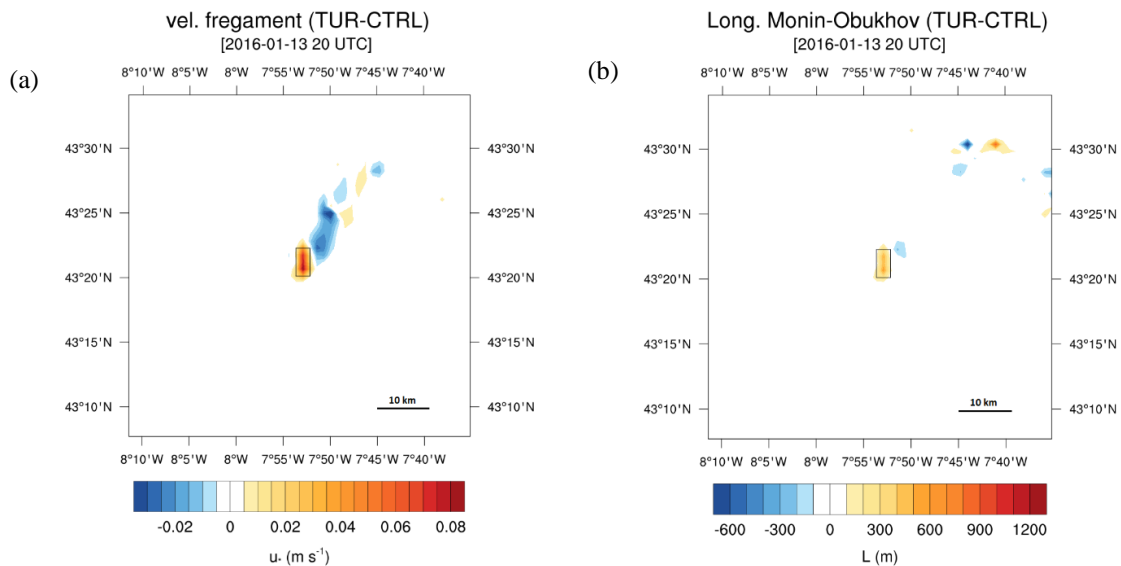 vel. fregament (TUR-CTRL)
[2016-01-13 20 UTC]
(a)
8°10'W 8°5'W 8°W 7°55'W 7°50'W 7°45'W 7°40'W
43°30'N 43°30'N
43°25'N 43°25'N
43°20'N 43°20'N
43°15'N 43°15'N
10 km
43°10'N 43°10'N
8°10'W 8°5'W 8°W 7°55'W 7°50'W 7°45'W 7°40'W
-0.02 0 0.02 0.04 0.06 0.08
u* (m s⁻¹)
Long. Monin-Obukhov (TUR-CTRL)
[2016-01-13 20 UTC]
(b)
8°10'W 8°5'W 8°W 7°55'W 7°50'W 7°45'W 7°40'W
43°30'N 43°30'N
43°25'N 43°25'N
43°20'N 43°20'N
43°15'N 43°15'N
10 km
43°10'N 43°10'N
8°10'W 8°5'W 8°W 7°55'W 7°50'W 7°45'W 7°40'W
-600 -300 0 300 600 900 1200
L (m)